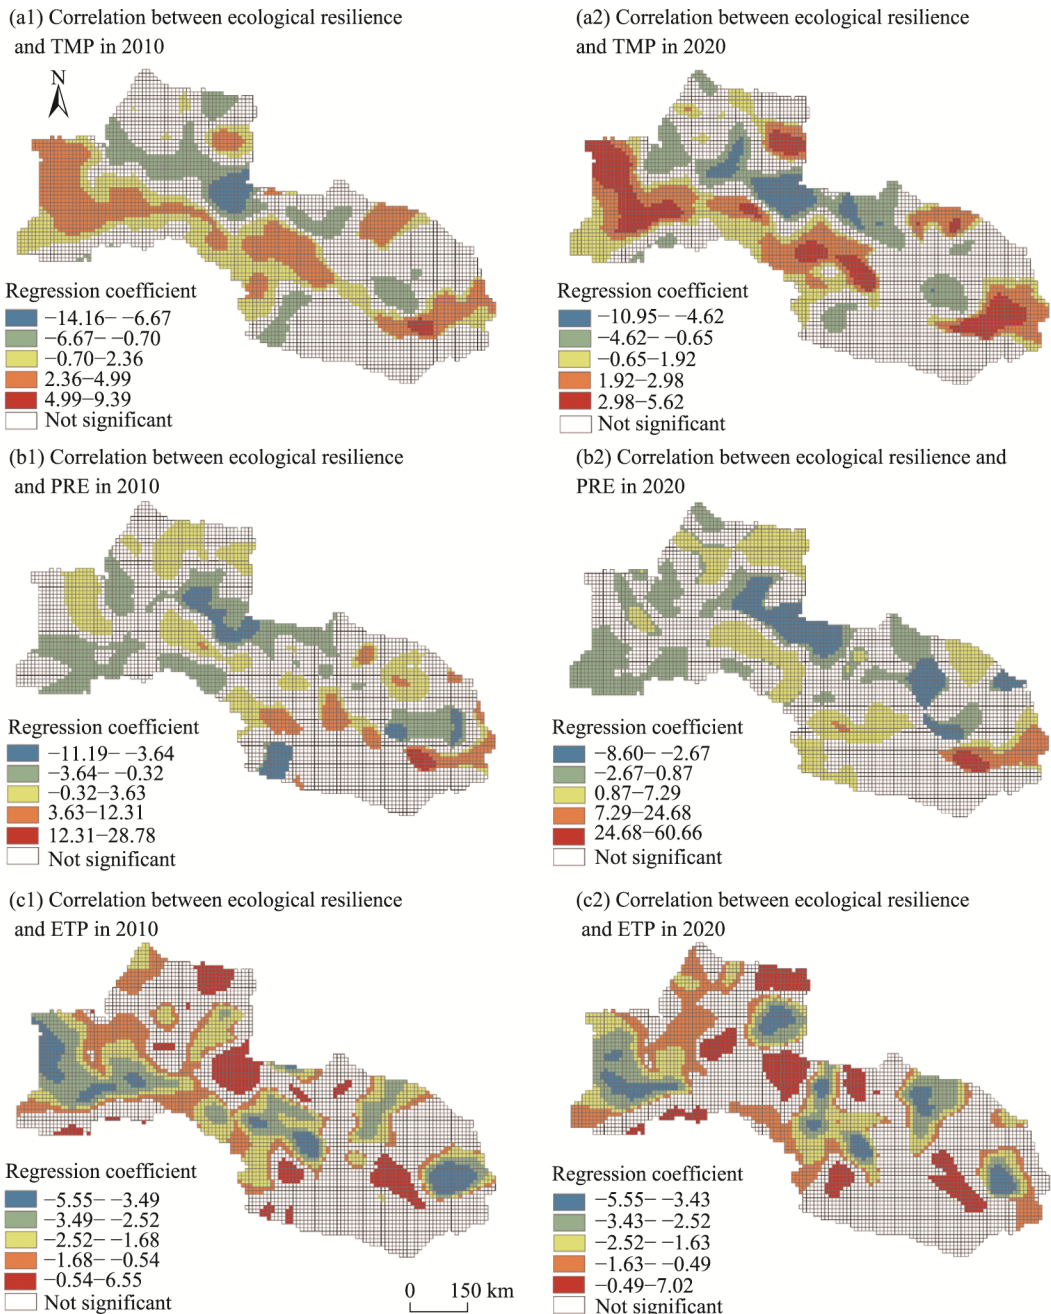 (a1) Correlation between ecological resilience
and TMP in 2010
N
Regression coefficient
−14.16− −6.67
−6.67− −0.70
−0.70−2.36
2.36−4.99
4.99−9.39
Not significant
(a2) Correlation between ecological resilience
and TMP in 2020
Regression coefficient
−10.95− −4.62
−4.62− −0.65
−0.65−1.92
1.92−2.98
2.98−5.62
Not significant
(b1) Correlation between ecological resilience
and PRE in 2010
Regression coefficient
−11.19− −3.64
−3.64− −0.32
−0.32−3.63
3.63−12.31
12.31−28.78
Not significant
(b2) Correlation between ecological resilience and
PRE in 2020
Regression coefficient
−8.60− −2.67
−2.67−0.87
0.87−7.29
7.29−24.68
24.68−60.66
Not significant
(c1) Correlation between ecological resilience
and ETP in 2010
Regression coefficient
−5.55− −3.49
−3.49− −2.52
−2.52− −1.68
−1.68− −0.54
−0.54−6.55
Not significant
0 150 km
(c2) Correlation between ecological resilience
and ETP in 2020
Regression coefficient
−5.55− −3.43
−3.43− −2.52
−2.52− −1.63
−1.63− −0.49
−0.49−7.02
Not significant